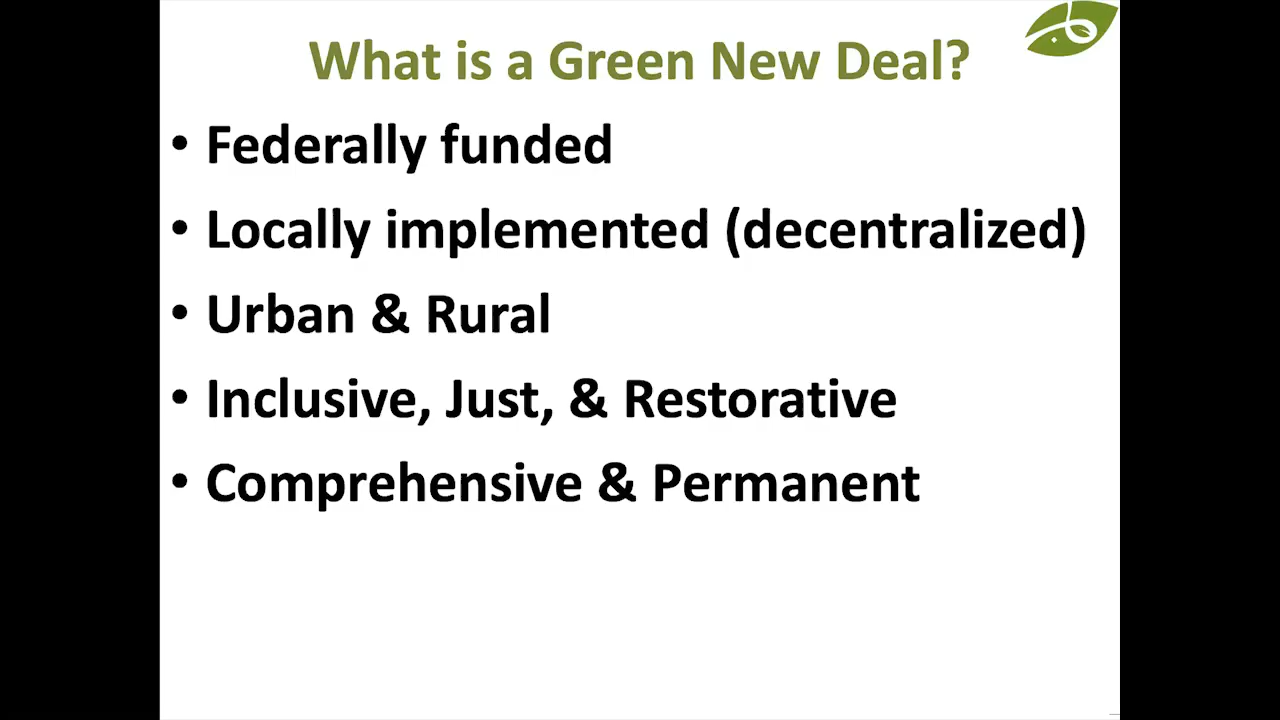 What is a Green New Deal?
• Federally funded
• Locally implemented (decentralized)
• Urban & Rural
• Inclusive, Just, & Restorative
• Comprehensive & Permanent